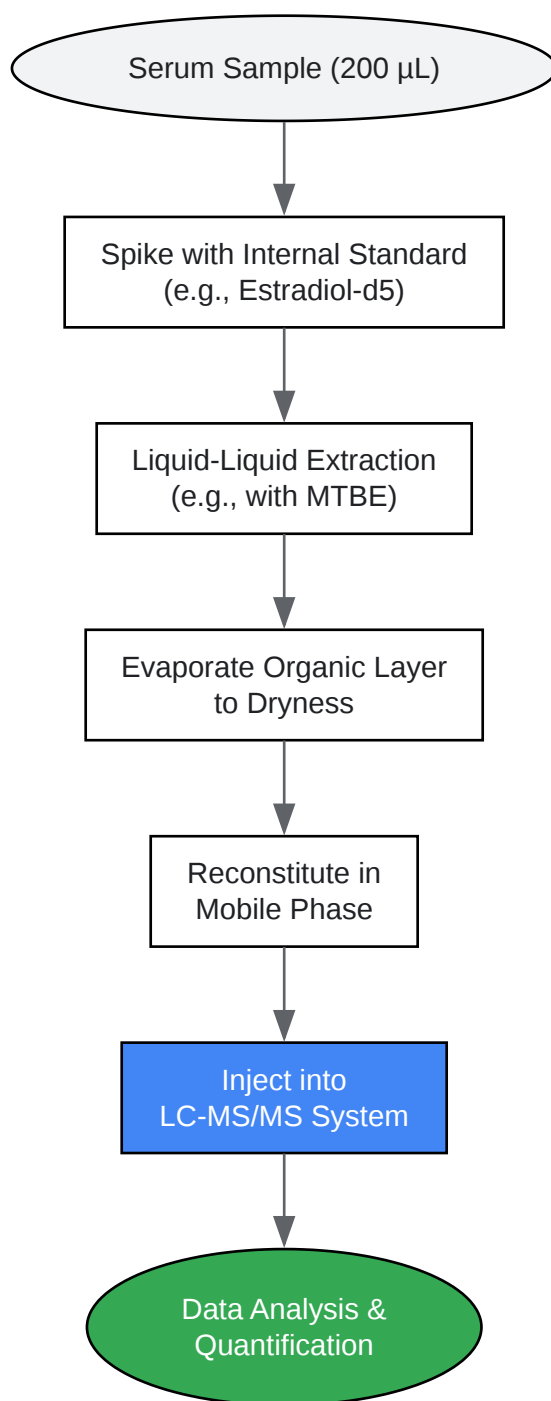 Serum Sample (200 µL)
Spike with Internal Standard
(e.g., Estradiol-d5)
Liquid-Liquid Extraction
(e.g., with MTBE)
Evaporate Organic Layer
to Dryness
Reconstitute in
Mobile Phase
Inject into
LC-MS/MS System
Data Analysis &
Quantification